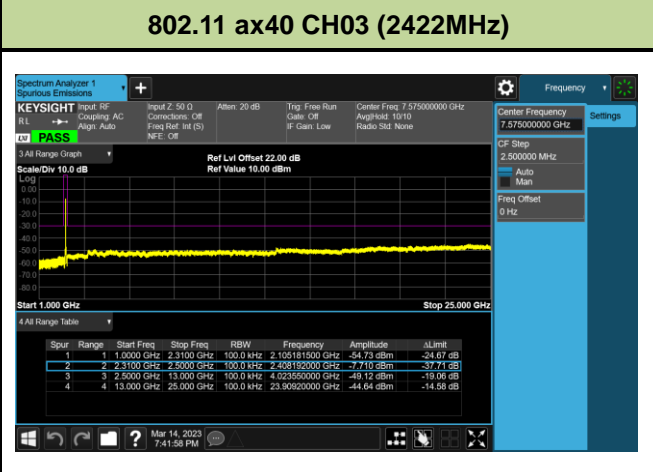 802.11 ax40 CH03 (2422MHz)
Spectrum Analyzer 1
Spurious Emissions
+
Frequency
KEYSIGHT Input: RF Input Z: 50 Ω Atten: 20 dB Trig: Free Run Center Freq: 7.575000000 GHz
RL Coupling: AC Corrections: Off Gate: Off Avg|Hold: 10/10
Align: Auto Freq Ref: Int (S) IF Gain: Low Radio Std: None
NFE: Off
LXI PASS
Center Frequency
7.575000000 GHz
Settings
CF Step
2.500000 MHz
Auto
Man
Freq Offset
0 Hz
3 All Range Graph
Ref Lvl Offset 22.00 dB
Scale/Div 10.0 dB Ref Value 10.00 dBm
Log
0.00
-10.0
-20.0
-30.0
-40.0
-50.0
-60.0
-70.0
-80.0
Start 1.000 GHz Stop 25.000 GHz
4 All Range Table
Spur Range Start Freq Stop Freq RBW Frequency Amplitude ΔLimit
1 1 1.0000 GHz 2.3100 GHz 100.0 kHz 2.105181500 GHz -54.73 dBm -24.67 dB
2 2 2.3100 GHz 2.5000 GHz 100.0 kHz 2.408192000 GHz -7.710 dBm -37.71 dB
3 3 2.5000 GHz 13.000 GHz 100.0 kHz 4.023550000 GHz -49.12 dBm -19.06 dB
4 4 13.000 GHz 25.000 GHz 100.0 kHz 23.90920000 GHz -44.64 dBm -14.58 dB
? Mar 14, 2023
7:41:58 PM